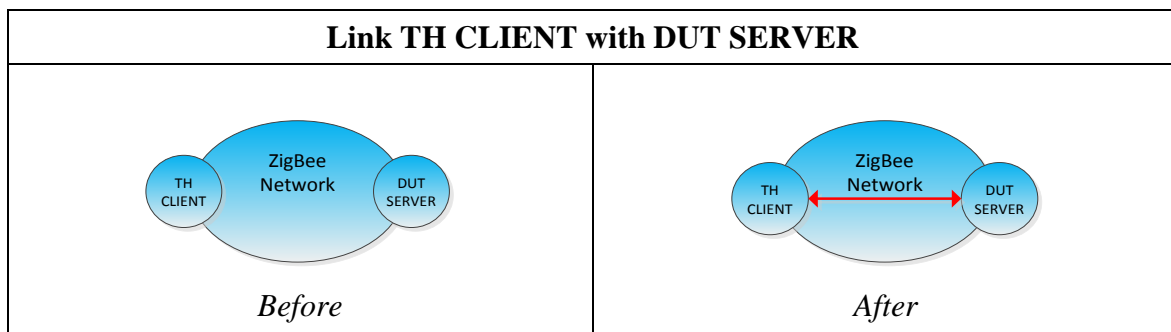 Link TH CLIENT with DUT SERVER
ZigBee
Network
TH
CLIENT
DUT
SERVER
Before
ZigBee
Network
TH
CLIENT
DUT
SERVER
After